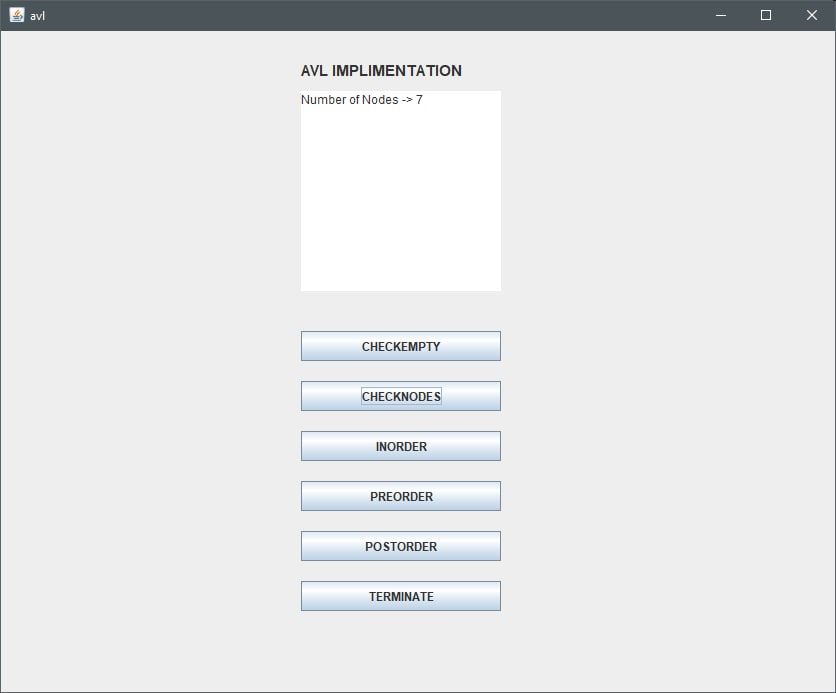 avl
AVL IMPLIMENTATION
Number of Nodes -> 7
CHECKEMPTY
CHECKNODES
INORDER
PREORDER
POSTORDER
TERMINATE